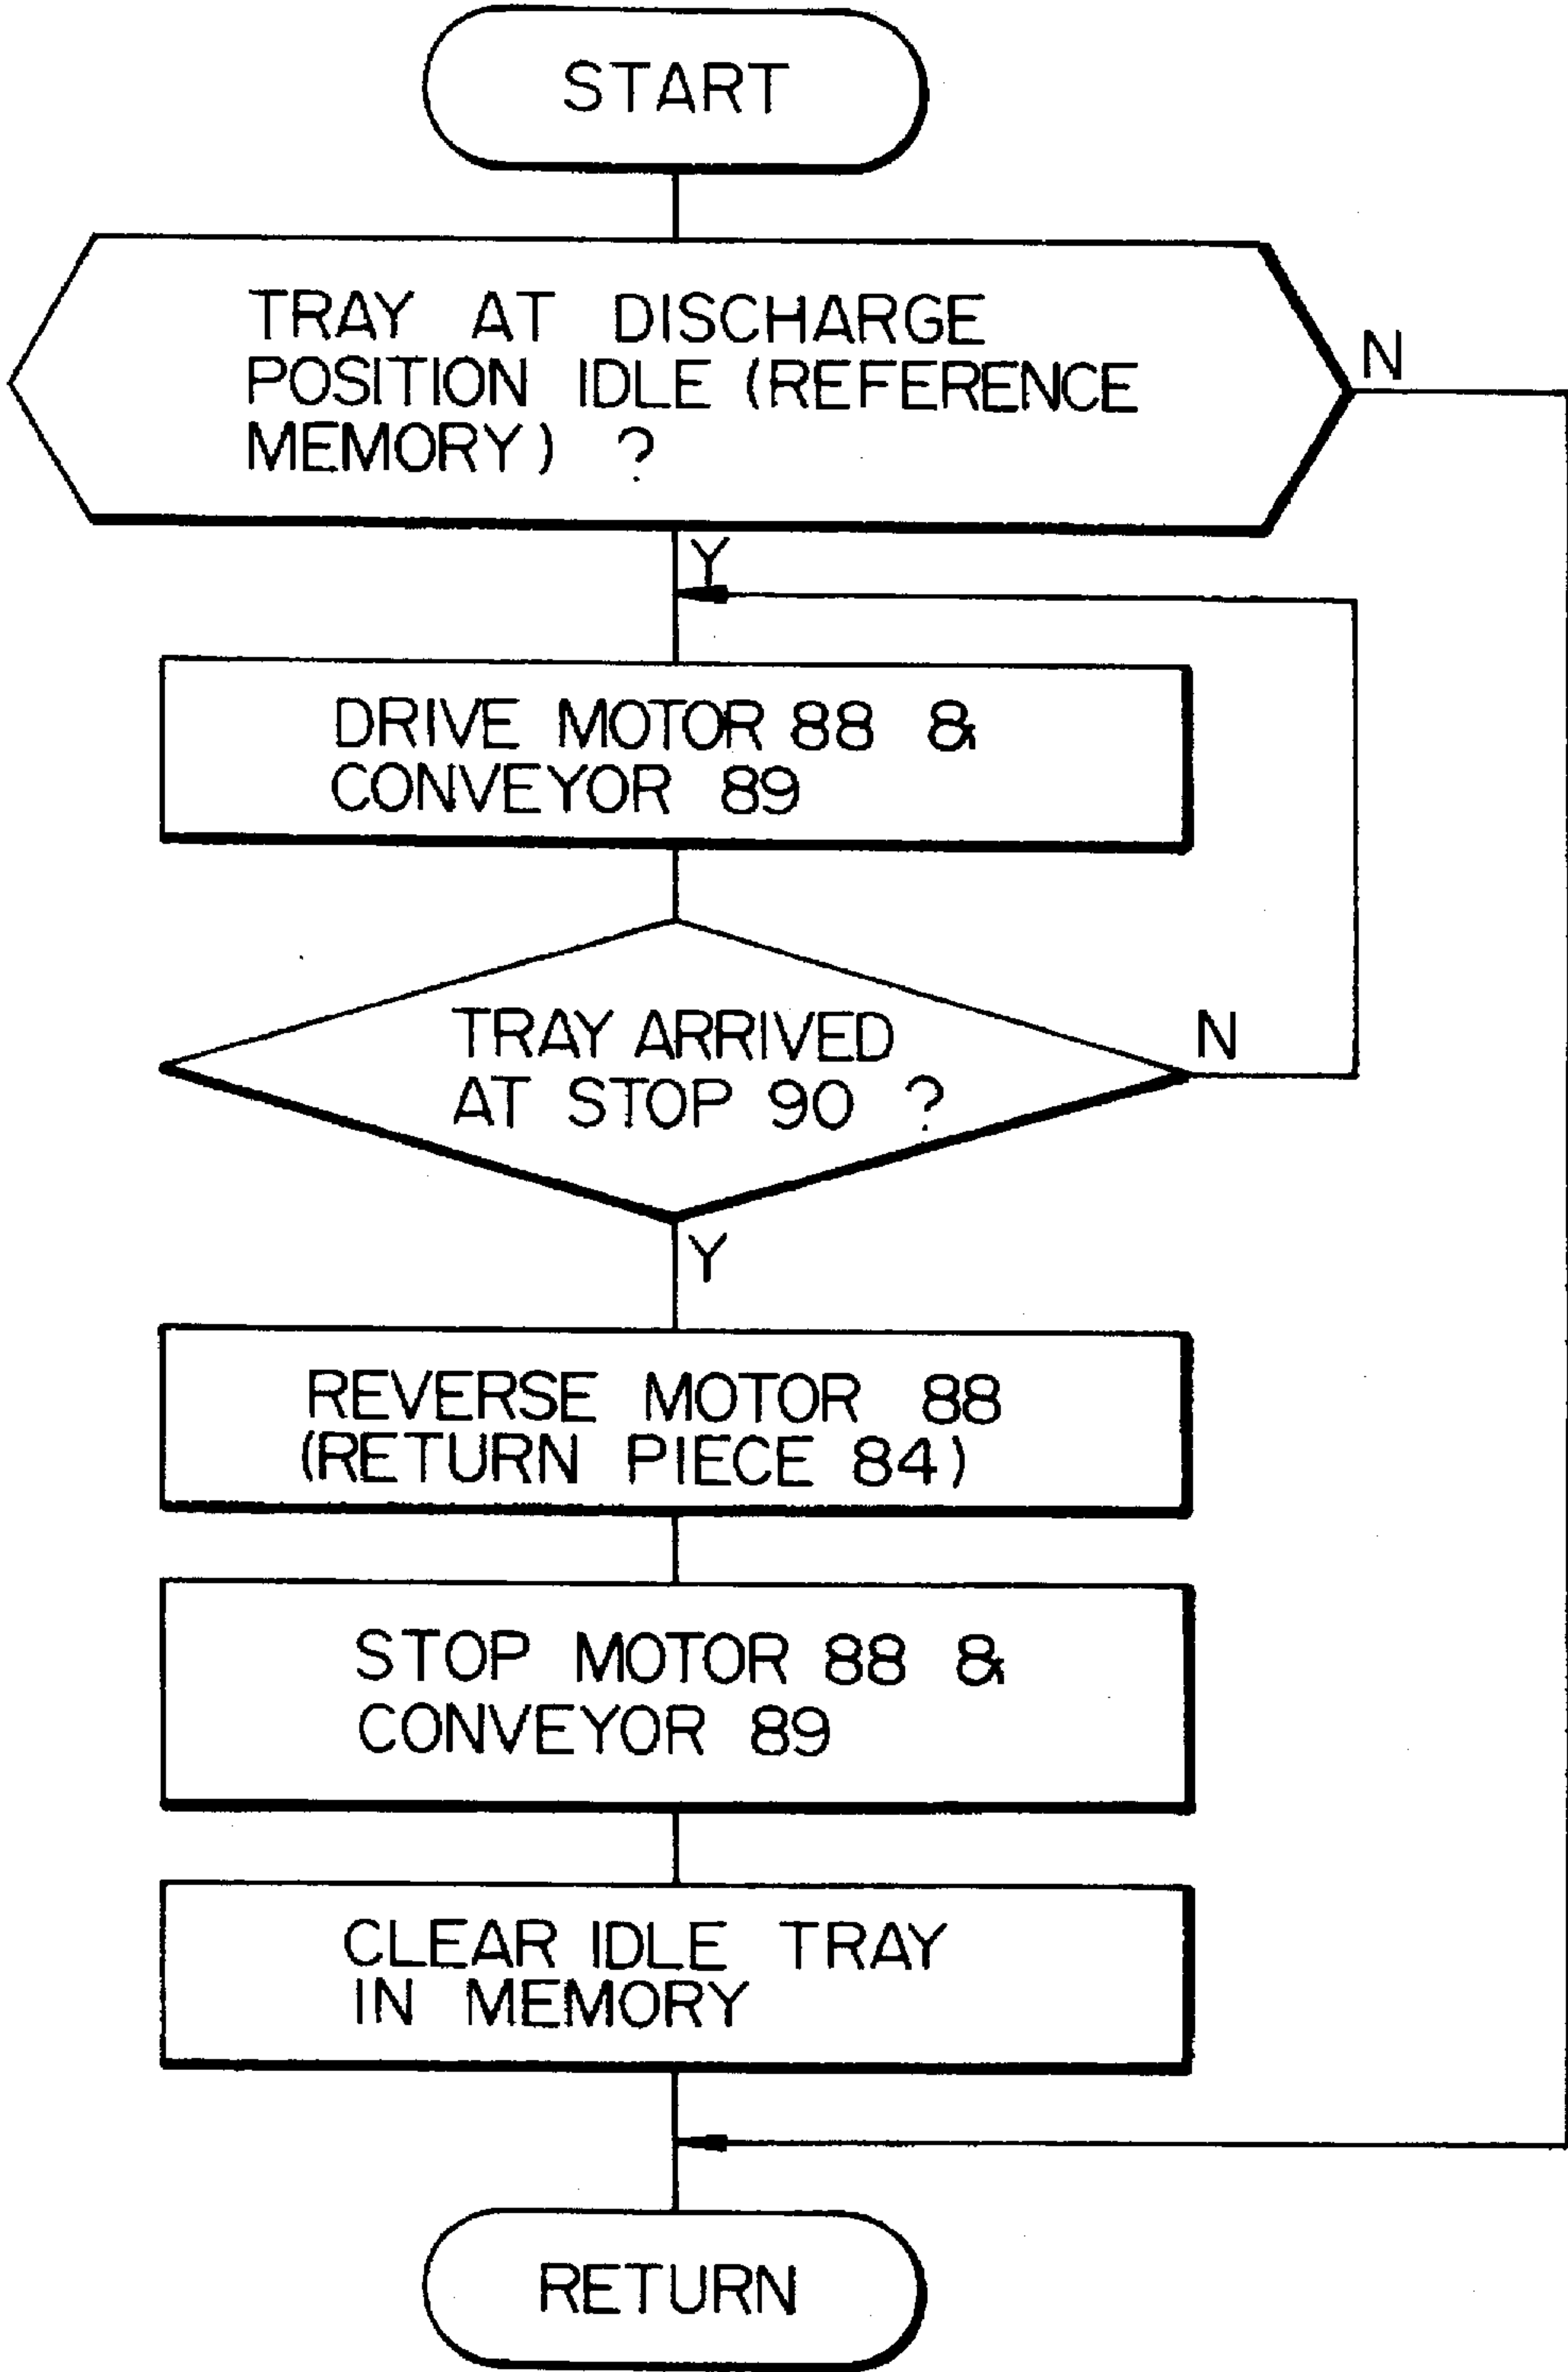 START
TRAY AT DISCHARGE
POSITION IDLE (REFERENCE
MEMORY) ?
N
Y
DRIVE MOTOR 88 &
CONVEYOR 89
TRAY ARRIVED
AT STOP 90 ?
N
Y
REVERSE MOTOR 88
(RETURN PIECE 84)
STOP MOTOR 88 &
CONVEYOR 89
CLEAR IDLE TRAY
IN MEMORY
RETURN